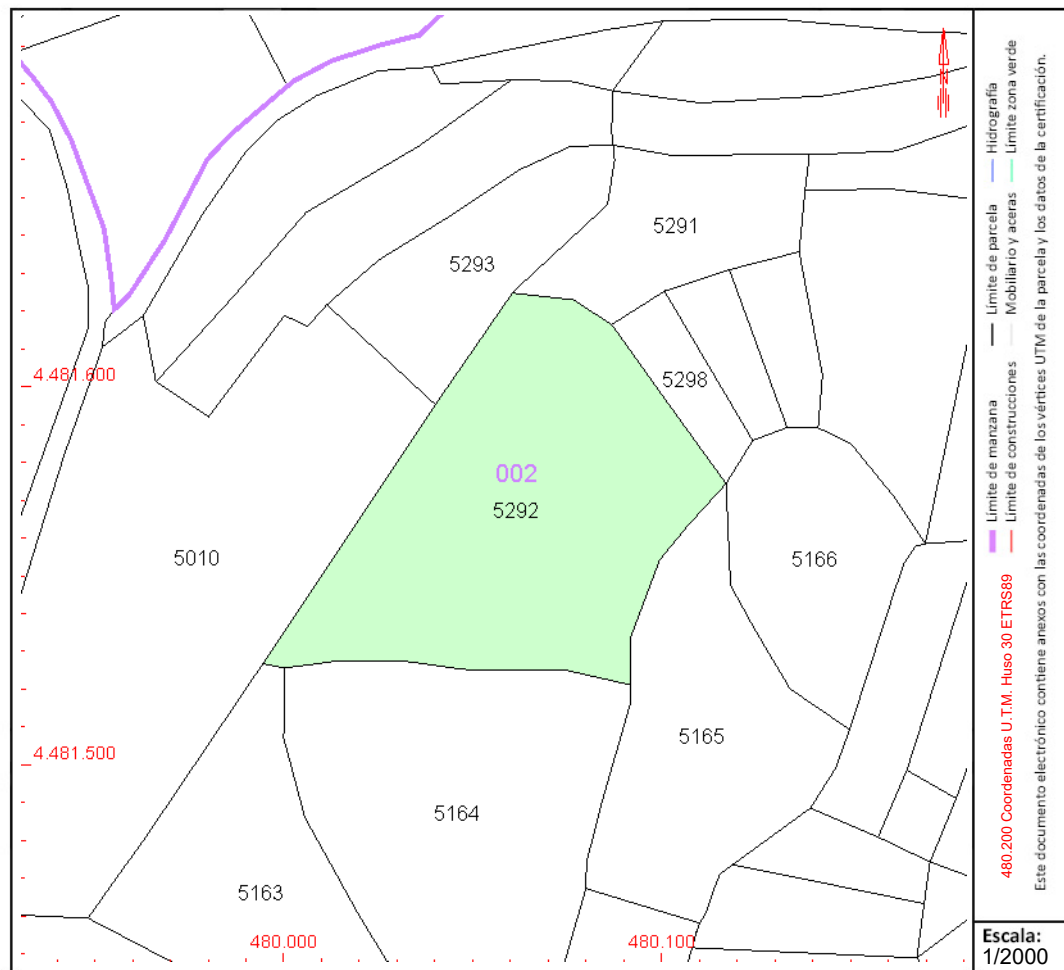 5291
5293
4.481.600
5298
002
5292
5010
5166
5165
4.481.500
5164
5163
480.000
480.100
N
Límite de manzana
Límite de parcela
Hidrografía
Límite de construcciones
Mobiliario y aceras
Límite zona verde
480.200 Coordenadas U.T.M. Huso 30 ETRS89
Este documento electrónico contiene anexos con las coordenadas de los vértices UTM de la parcela y los datos de la certificación.
Escala:
1/2000